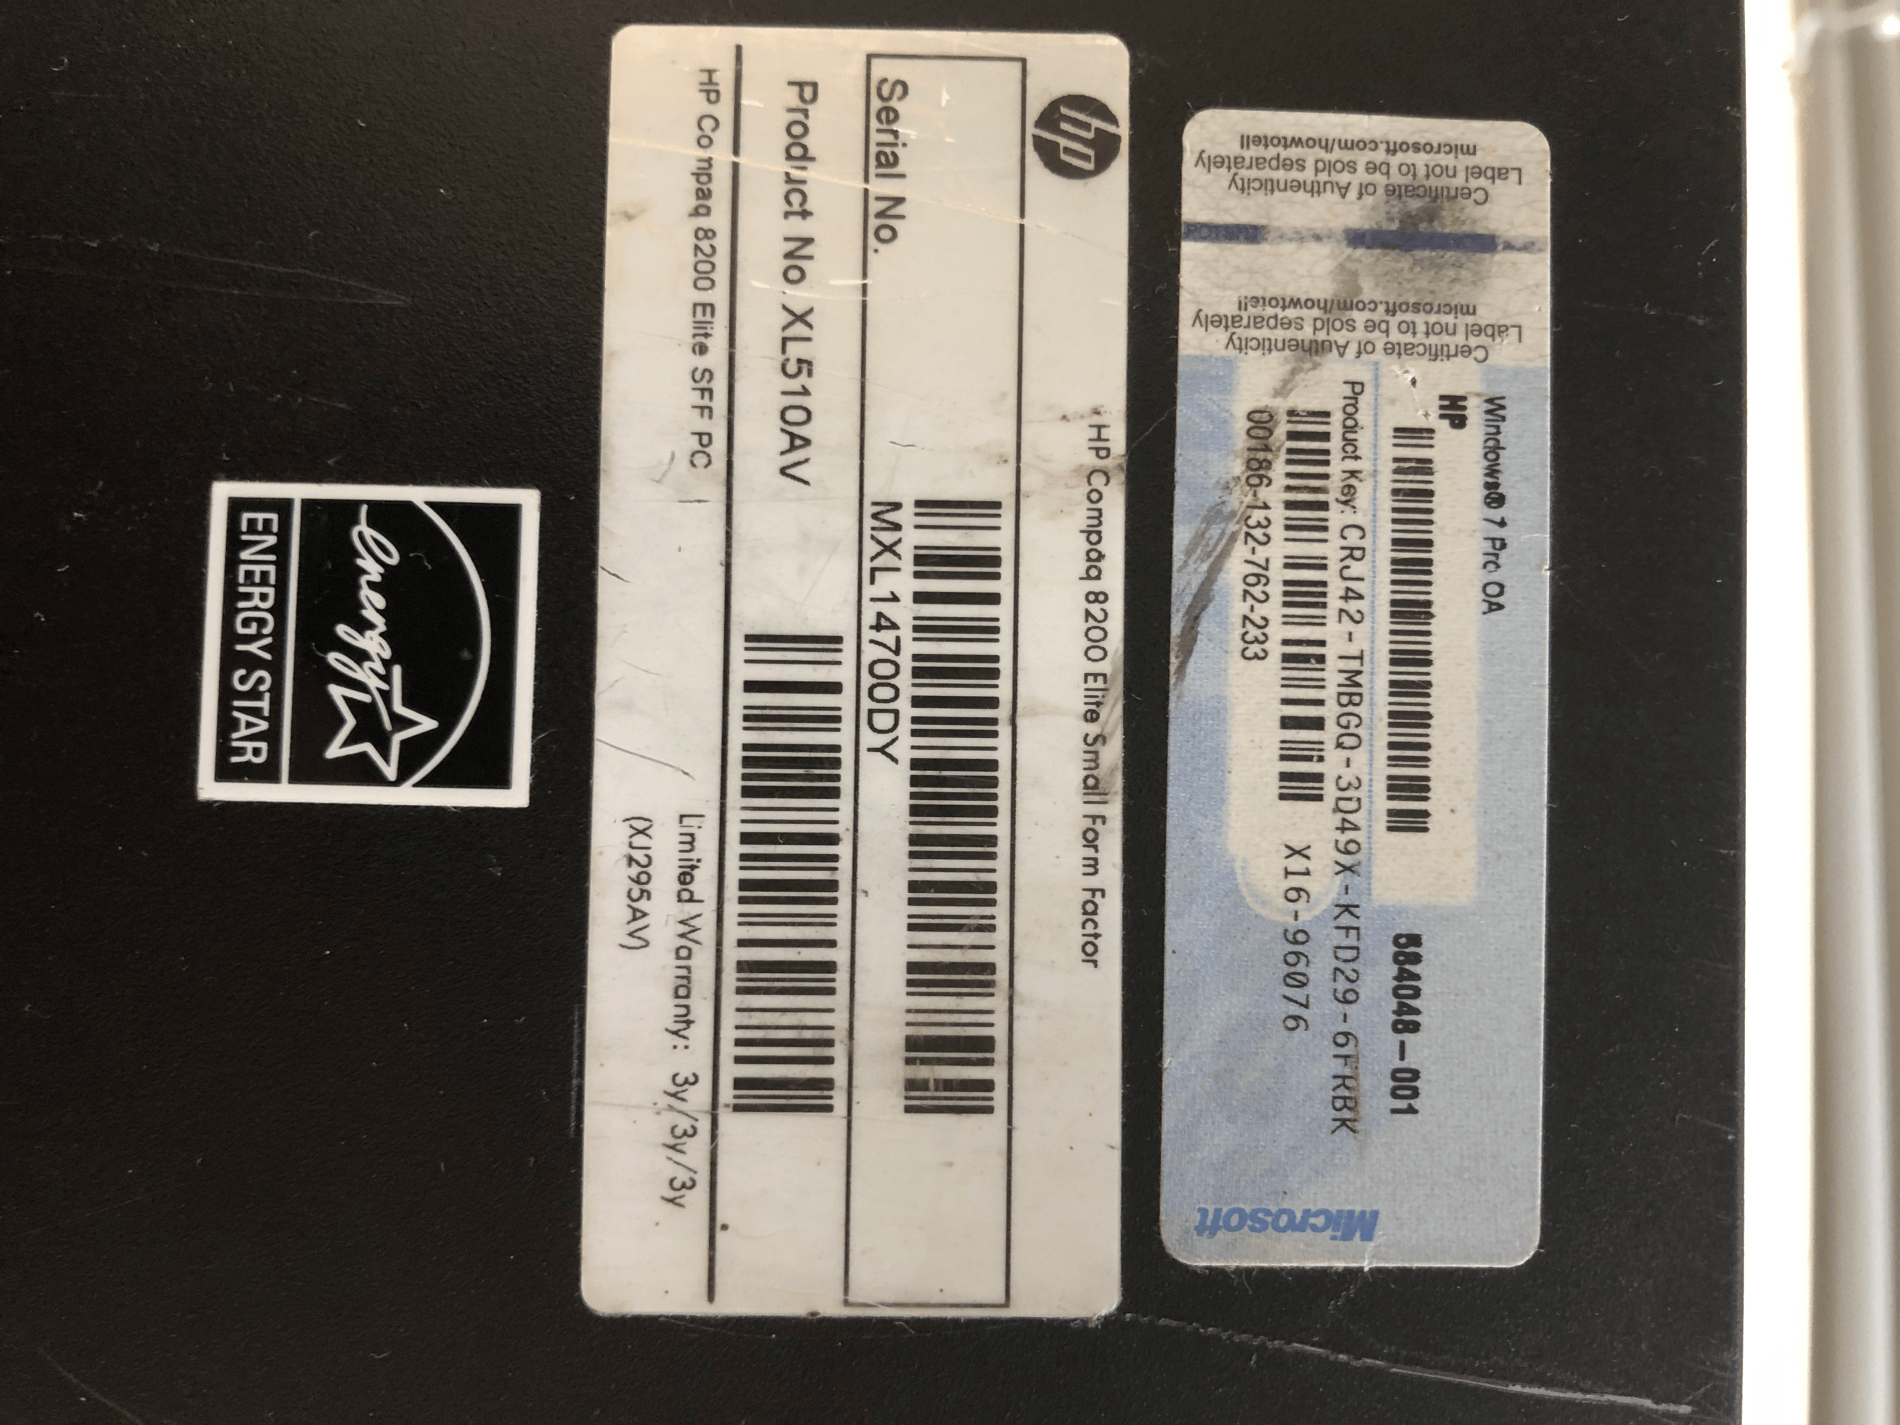 hp
HP Compaq 8200 Elite Small Form Factor
Serial No.
MXL14700DY
Product No.XL510AV
HP Compaq 8200 Elite SFF PC
Limited Warranty: 3y/3y/3y
(XJ295AV)
energy
ENERGY STAR
Certificate of Authenticity
Label not to be sold separately
microsoft.com/howtotell
Certificate of Authenticity
Label not to be sold separately
microsoft.com/howtotell
Windows® 7 Pro OA
HP
Product Key: CRJ42-TMBGQ-3D49X-KFD29-6FRBK
X16-96076
00186-132-762-233
Microsoft